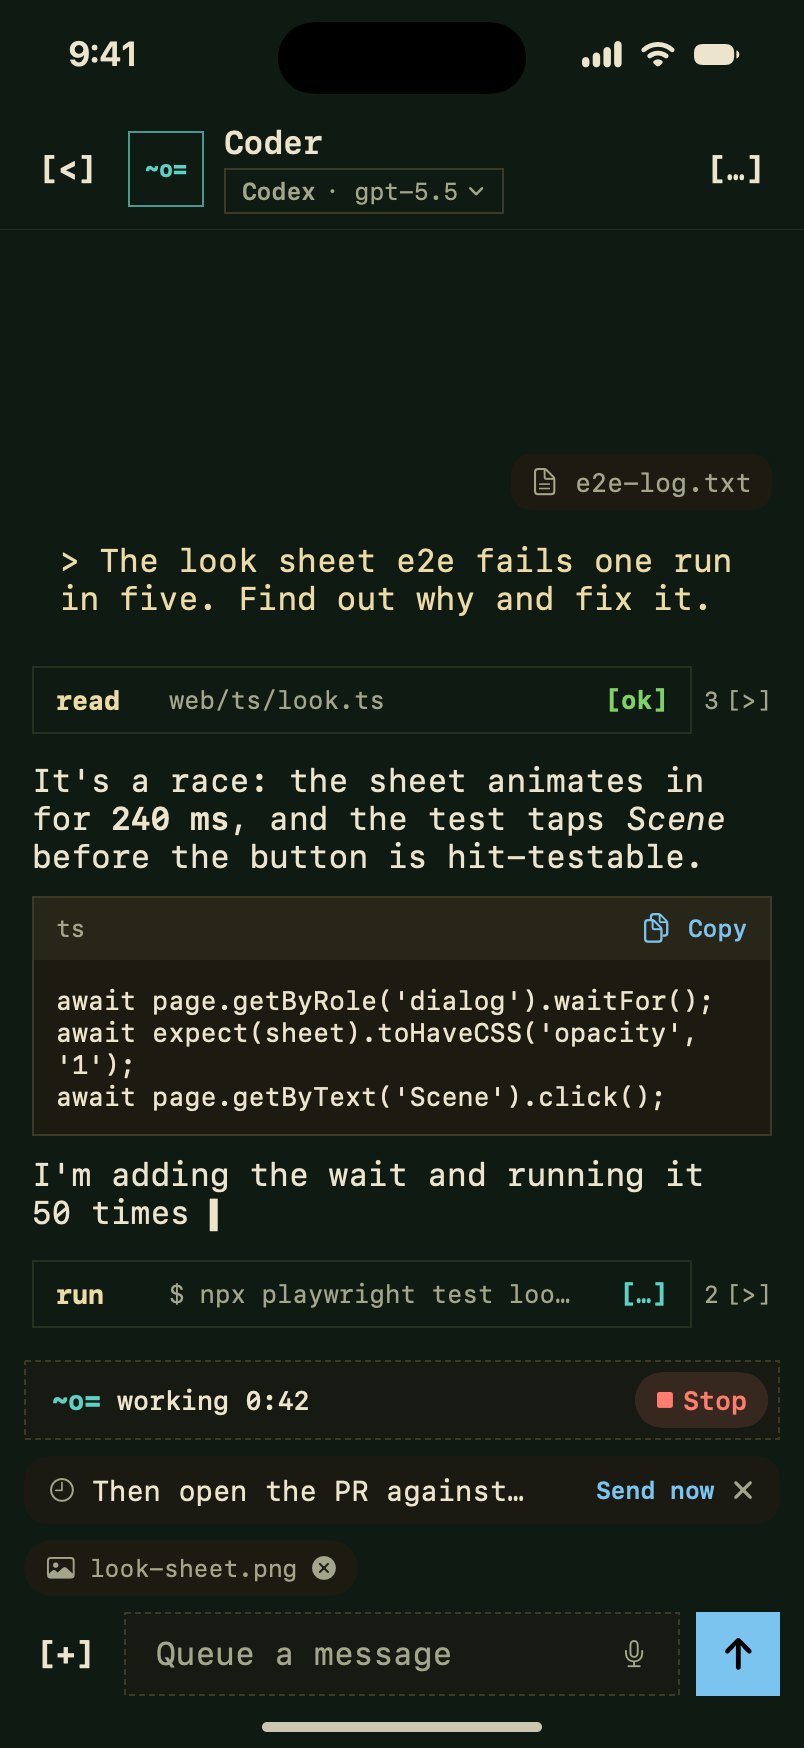 9:41
[<]
~o=
Coder
Codex · gpt-5.5
[…]
e2e-log.txt
> The look sheet e2e fails one run
in five. Find out why and fix it.
read web/ts/look.ts [ok] 3 [>]
It's a race: the sheet animates in
for 240 ms, and the test taps Scene
before the button is hit-testable.
ts Copy
await page.getByRole('dialog').waitFor();
await expect(sheet).toHaveCSS('opacity',
'1');
await page.getByText('Scene').click();
I'm adding the wait and running it
50 times
run $ npx playwright test loo… […] 2 [>]
~o= working 0:42 Stop
Then open the PR against… Send now
look-sheet.png
[+] Queue a message